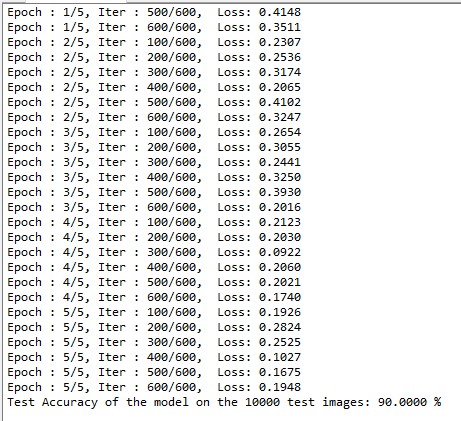 Epoch : 1/5, Iter : 500/600,  Loss: 0.4148
Epoch : 1/5, Iter : 600/600,  Loss: 0.3511
Epoch : 2/5, Iter : 100/600,  Loss: 0.2307
Epoch : 2/5, Iter : 200/600,  Loss: 0.2536
Epoch : 2/5, Iter : 300/600,  Loss: 0.3174
Epoch : 2/5, Iter : 400/600,  Loss: 0.2065
Epoch : 2/5, Iter : 500/600,  Loss: 0.4102
Epoch : 2/5, Iter : 600/600,  Loss: 0.3247
Epoch : 3/5, Iter : 100/600,  Loss: 0.2654
Epoch : 3/5, Iter : 200/600,  Loss: 0.3055
Epoch : 3/5, Iter : 300/600,  Loss: 0.2441
Epoch : 3/5, Iter : 400/600,  Loss: 0.3250
Epoch : 3/5, Iter : 500/600,  Loss: 0.3930
Epoch : 3/5, Iter : 600/600,  Loss: 0.2016
Epoch : 4/5, Iter : 100/600,  Loss: 0.2123
Epoch : 4/5, Iter : 200/600,  Loss: 0.2030
Epoch : 4/5, Iter : 300/600,  Loss: 0.0922
Epoch : 4/5, Iter : 400/600,  Loss: 0.2060
Epoch : 4/5, Iter : 500/600,  Loss: 0.2021
Epoch : 4/5, Iter : 600/600,  Loss: 0.1740
Epoch : 5/5, Iter : 100/600,  Loss: 0.1926
Epoch : 5/5, Iter : 200/600,  Loss: 0.2824
Epoch : 5/5, Iter : 300/600,  Loss: 0.2525
Epoch : 5/5, Iter : 400/600,  Loss: 0.1027
Epoch : 5/5, Iter : 500/600,  Loss: 0.1675
Epoch : 5/5, Iter : 600/600,  Loss: 0.1948
Test Accuracy of the model on the 10000 test images: 90.0000 %